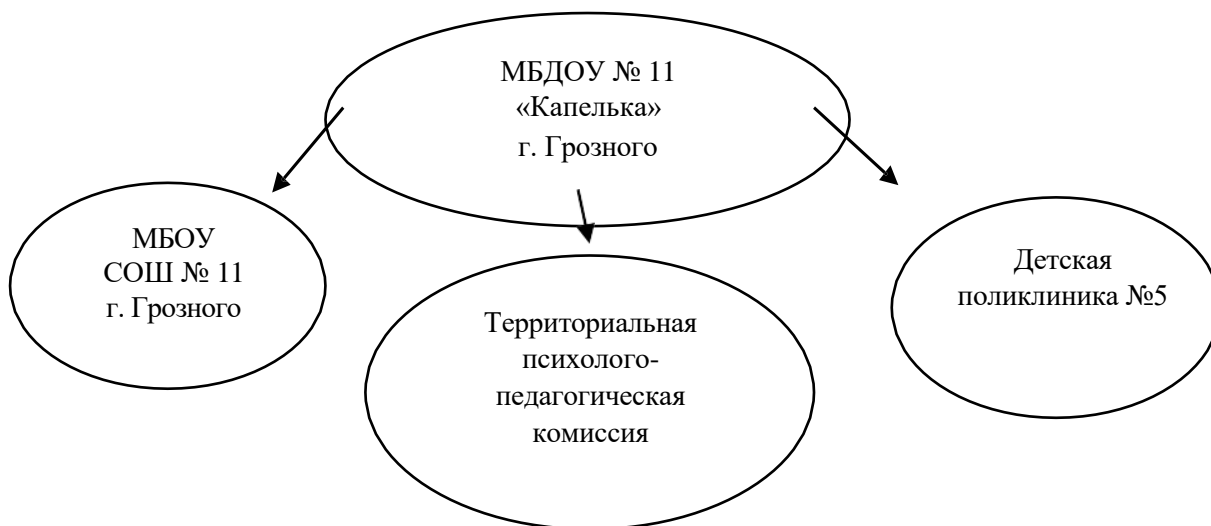 МБДОУ № 11
«Капелька»
г. Грозного
МБОУ
СОШ № 11
г. Грозного
Территориальная
психолого-
педагогическая
комиссия
Детская
поликлиника №5